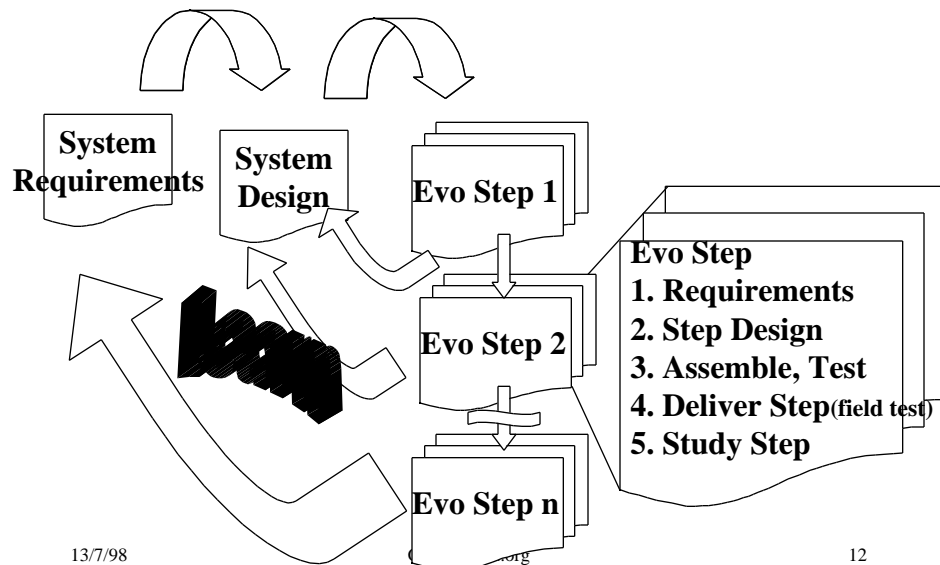 System
Requirements
System
Design
Evo Step 1
Evo Step 2
Evo Step n
Evo Step
1. Requirements
2. Step Design
3. Assemble, Test
4. Deliver Step(field test)
5. Study Step
13/7/98
12